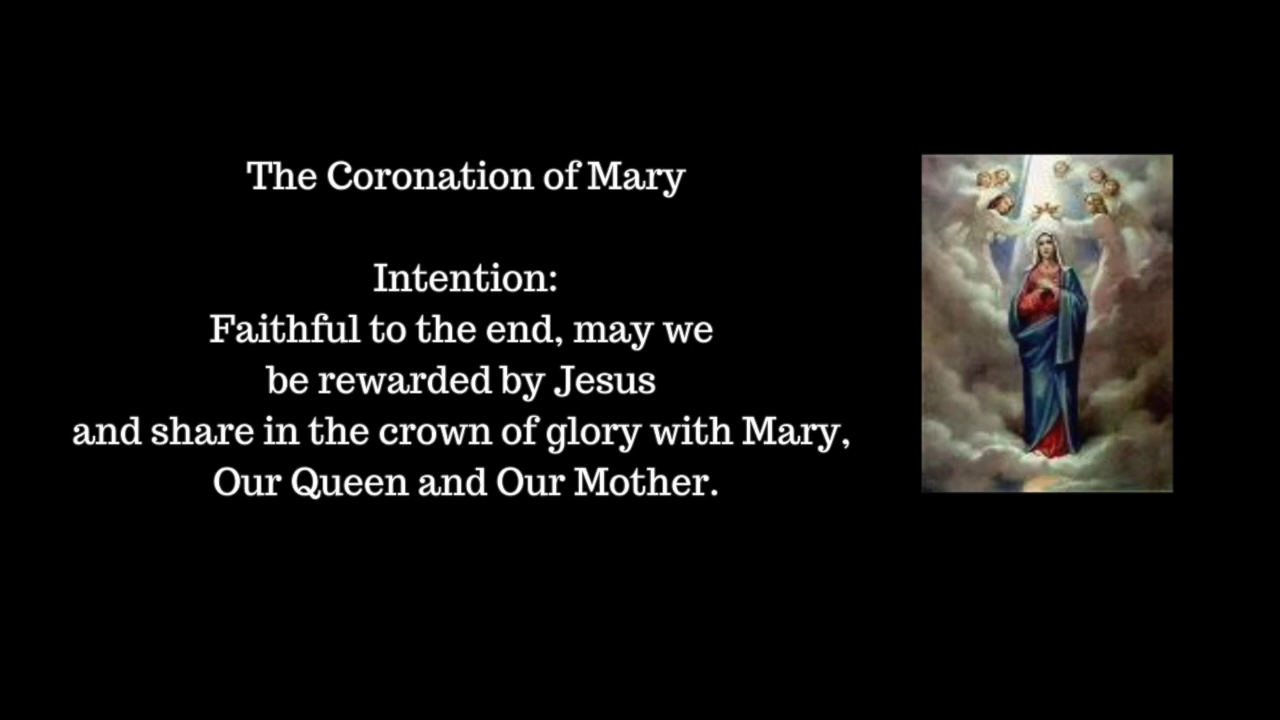 The Coronation of Mary
Intention:
Faithful to the end, may we
be rewarded by Jesus
and share in the crown of glory with Mary,
Our Queen and Our Mother.